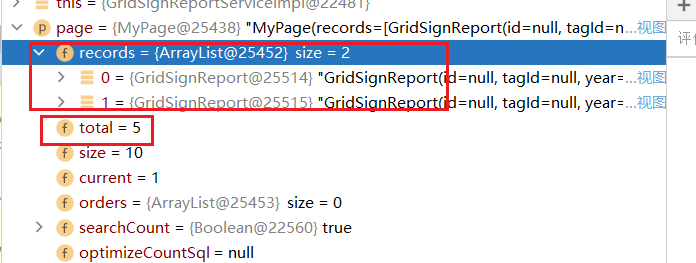 this = {GridSignReportServiceImpl@22481}
page = {MyPage@25438} "MyPage(records=[GridSignReport(id=null, tagId=n...视图
records = {ArrayList@25452} size = 2
0 = {GridSignReport@25514} "GridSignReport(id=null, tagId=null, year=...视图
1 = {GridSignReport@25515} "GridSignReport(id=null, tagId=null, year=...视图
total = 5
size = 10
current = 1
orders = {ArrayList@25453} size = 0
searchCount = {Boolean@22560} true
optimizeCountSql = null